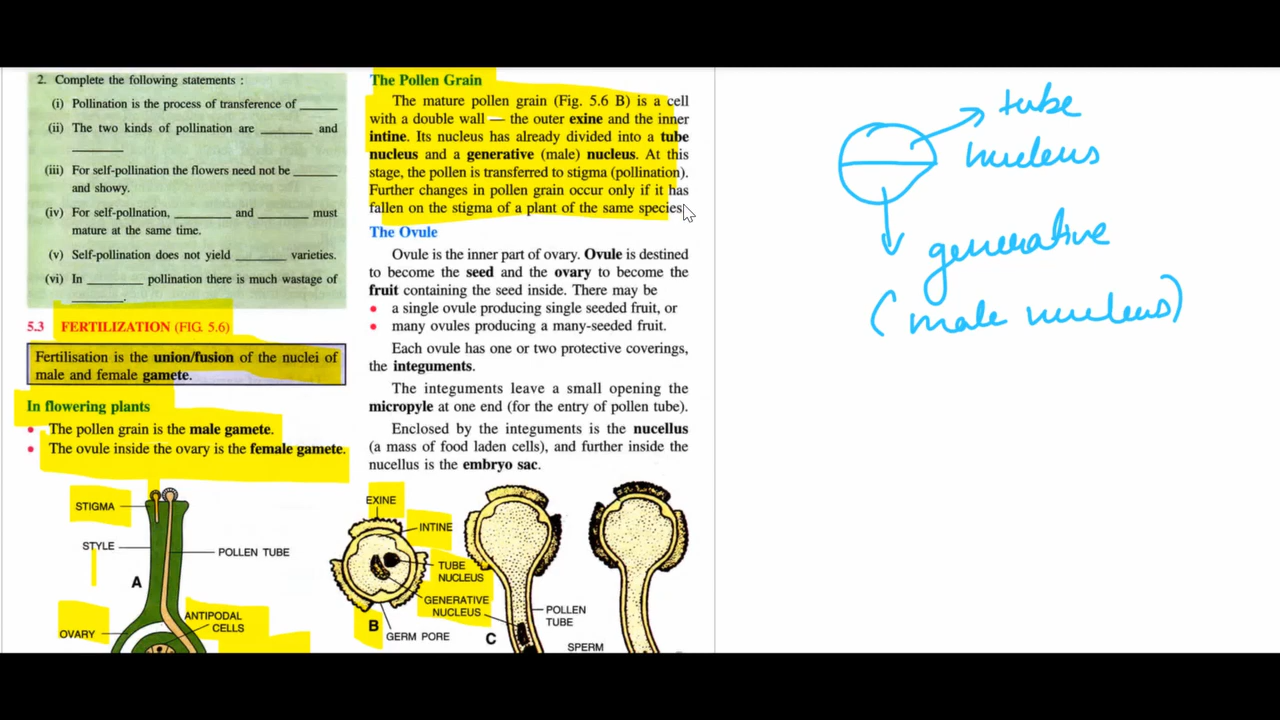 2. Complete the following statements :
(i) Pollination is the process of transference of ______
(ii) The two kinds of pollination are ________ and
________
(iii) For self-pollination the flowers need not be ______
and showy.
(iv) For self-pollnation, ________ and ________ must
mature at the same time.
(v) Self-pollination does not yield _______ varieties.
(vi) In ________ pollination there is much wastage of
_______.
5.3 FERTILIZATION (FIG. 5.6)
Fertilisation is the union/fusion of the nuclei of
male and female gamete.
In flowering plants
• The pollen grain is the male gamete.
• The ovule inside the ovary is the female gamete.
STIGMA
STYLE
POLLEN TUBE
A
ANTIPODAL
CELLS
OVARY
The Pollen Grain
The mature pollen grain (Fig. 5.6 B) is a cell
with a double wall — the outer exine and the inner
intine. Its nucleus has already divided into a tube
nucleus and a generative (male) nucleus. At this
stage, the pollen is transferred to stigma (pollination).
Further changes in pollen grain occur only if it has
fallen on the stigma of a plant of the same species
The Ovule
Ovule is the inner part of ovary. Ovule is destined
to become the seed and the ovary to become the
fruit containing the seed inside. There may be
• a single ovule producing single seeded fruit, or
• many ovules producing a many-seeded fruit.
Each ovule has one or two protective coverings,
the integuments.
The integuments leave a small opening the
micropyle at one end (for the entry of pollen tube).
Enclosed by the integuments is the nucellus
(a mass of food laden cells), and further inside the
nucellus is the embryo sac.
EXINE
INTINE
TUBE
NUCLEUS
GENERATIVE
NUCLEUS
B
GERM PORE
C
POLLEN
TUBE
SPERM
tube
nucleus
generative
(male nucleus)